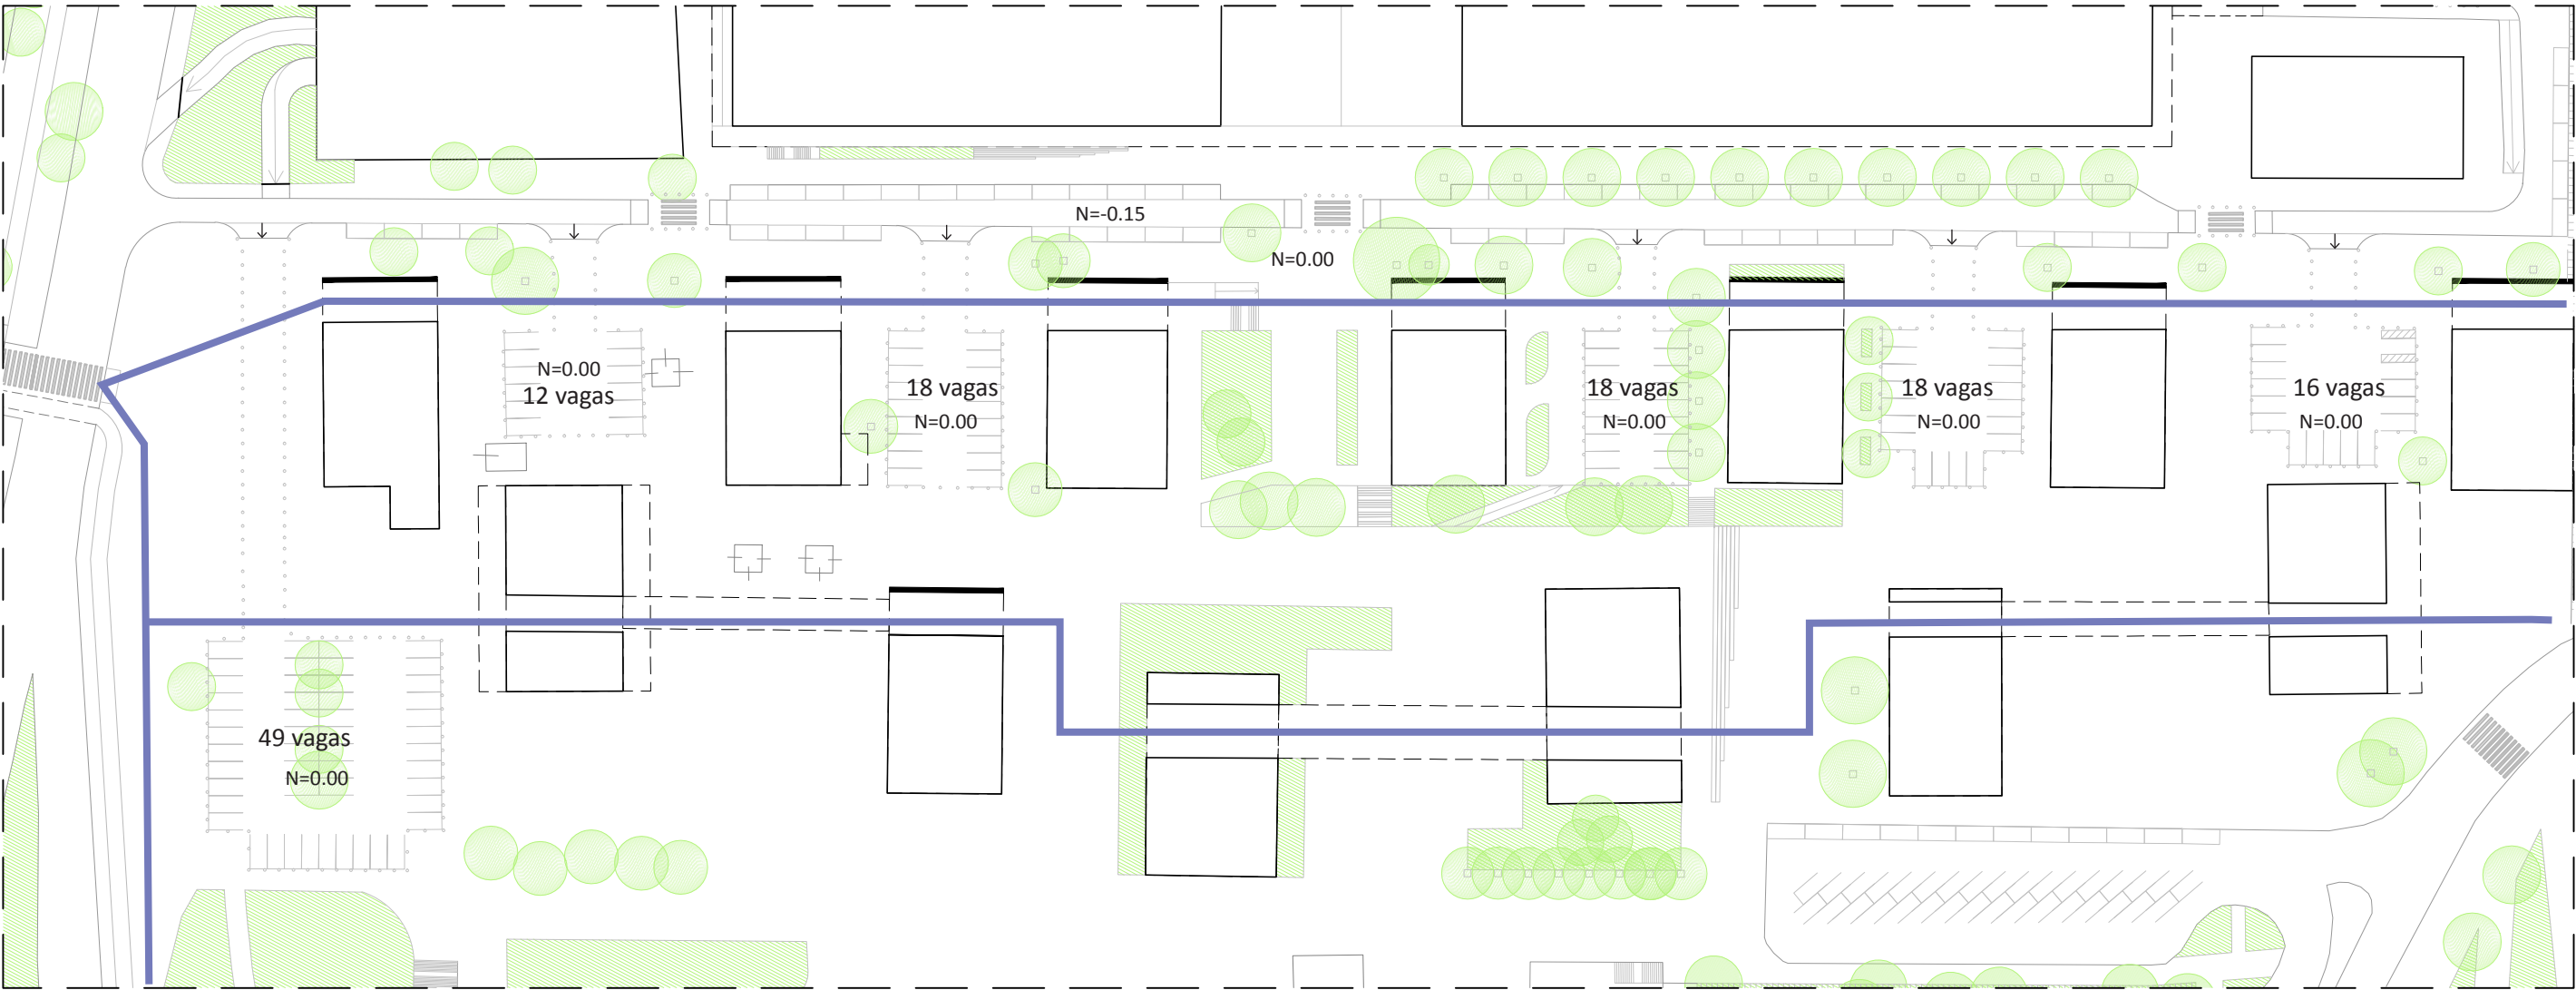 N=-0.15
N=0.00
N=0.00
12 vagas
18 vagas
N=0.00
18 vagas
N=0.00
18 vagas
N=0.00
16 vagas
N=0.00
49 vagas
N=0.00